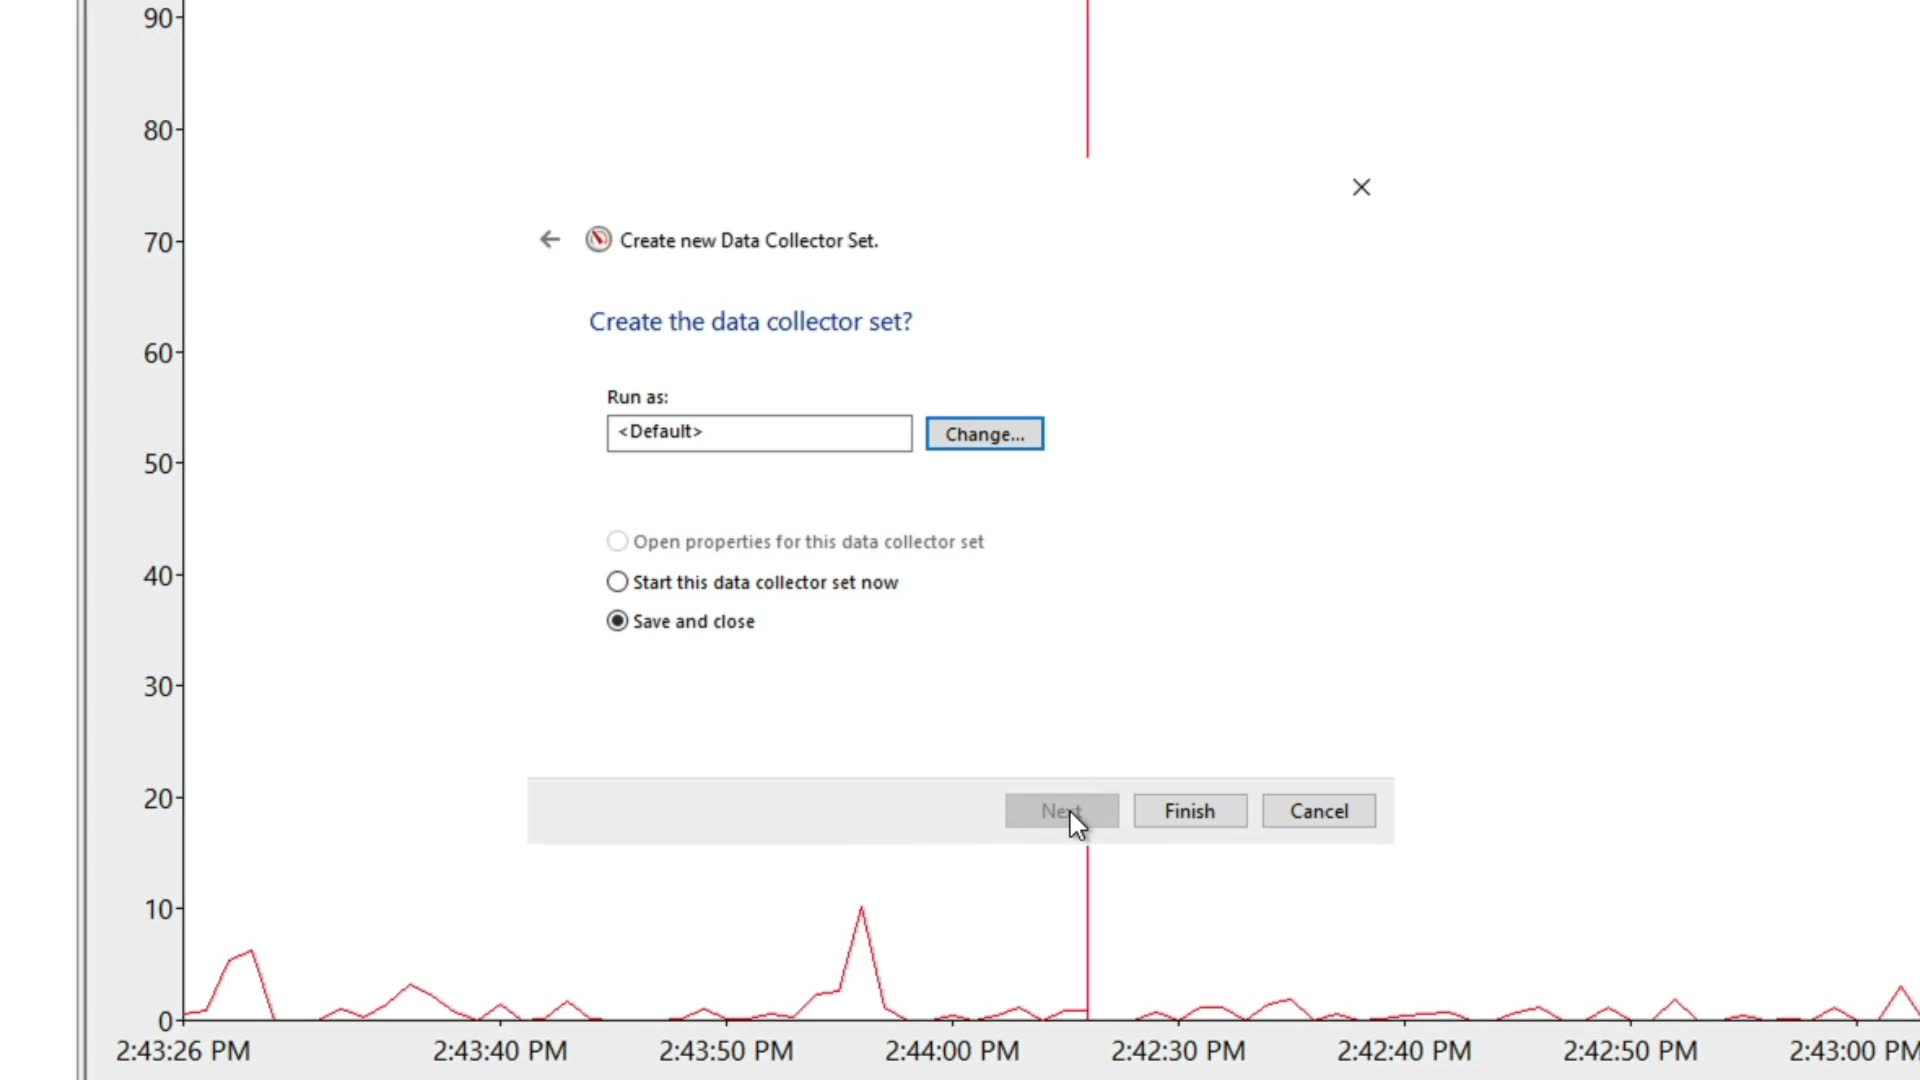 90
80
70
60
50
40
30
20
10
0
Create new Data Collector Set.
Create the data collector set?
Run as:
<Default>
Change...
Open properties for this data collector set
Start this data collector set now
Save and close
Next
Finish
Cancel
2:43:26 PM
2:43:40 PM
2:43:50 PM
2:44:00 PM
2:42:30 PM
2:42:40 PM
2:42:50 PM
2:43:00 PM